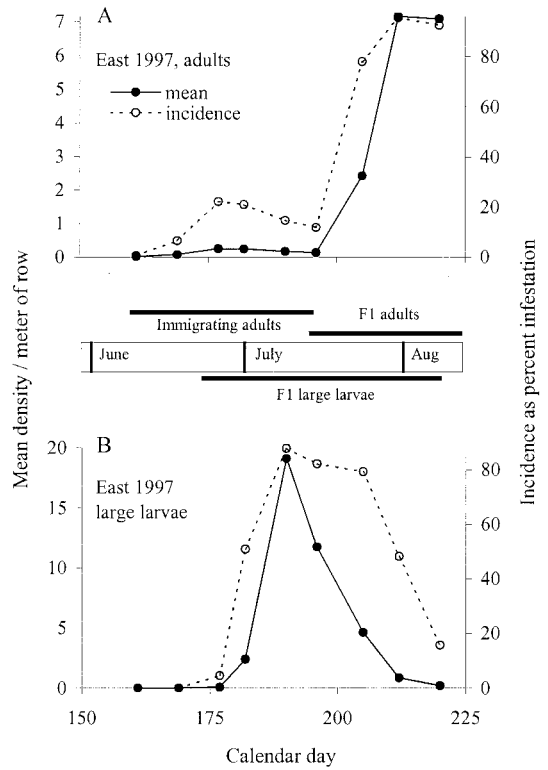 A
East 1997, adults
mean
incidence
7
6
5
4
3
2
1
0
80
60
40
20
0
Mean density / meter of row
Incidence as percent infestation
Immigrating adults
F1 adults
June
July
Aug
F1 large larvae
B
East 1997
large larvae
20
15
10
5
0
80
60
40
20
0
150
175
200
225
Calendar day